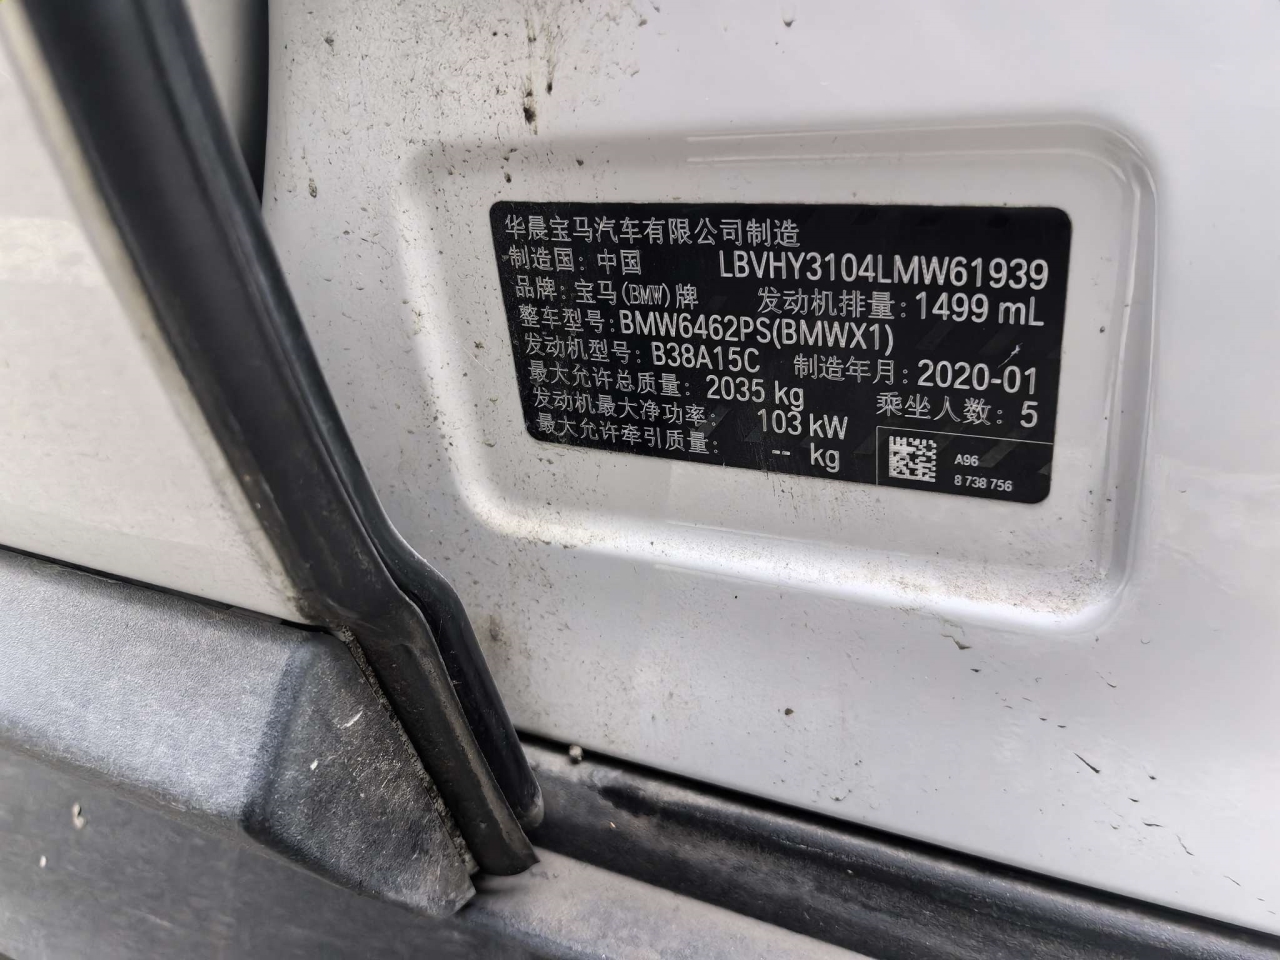 华晨宝马汽车有限公司制造
制造国: 中国 LBVHY3104LMW61939
品牌: 宝马(BMW)牌 发动机排量: 1499 mL
整车型号: BMW6462PS(BMWX1)
发动机型号: B38A15C 制造年月: 2020-01
最大允许总质量: 2035 kg 乘坐人数: 5
发动机最大净功率: 103 kW
最大允许牵引质量: -- kg
A96
8 738 756